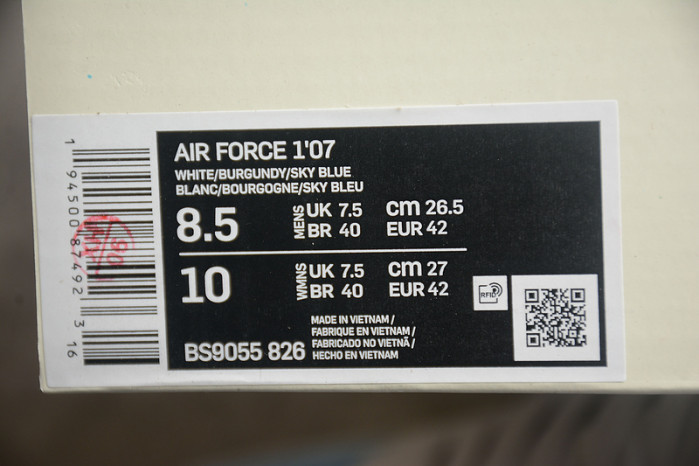 AIR FORCE 1'07
WHITE/BURGUNDY/SKY BLUE
BLANC/BOURGOGNE/SKY BLEU
8.5 MENS UK 7.5 cm 26.5
BR 40 EUR 42
10 WMNS UK 7.5 cm 27
BR 40 EUR 42
RFID
MADE IN VIETNAM /
FABRIQUE EN VIETNAM /
FABRICADO NO VIETNÃ /
HECHO EN VIETNAM
BS9055 826
1 94500 87492 3 16